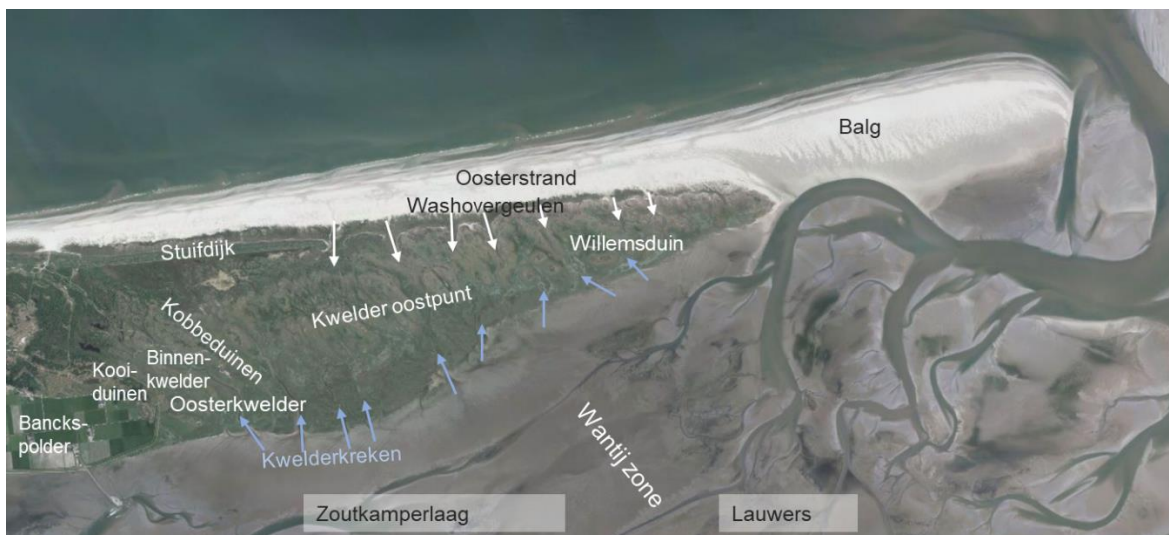 Balg
Oosterstrand
Washovergeulen
Stuifdijk
Willemsduin
Kwelder oostpunt
Kobbeduinen
Binnen-
kwelder
Kooi-
duinen
Oosterkwelder
Bancks-
polder
Kwelderkreken
Wantij zone
Zoutkamperlaag
Lauwers